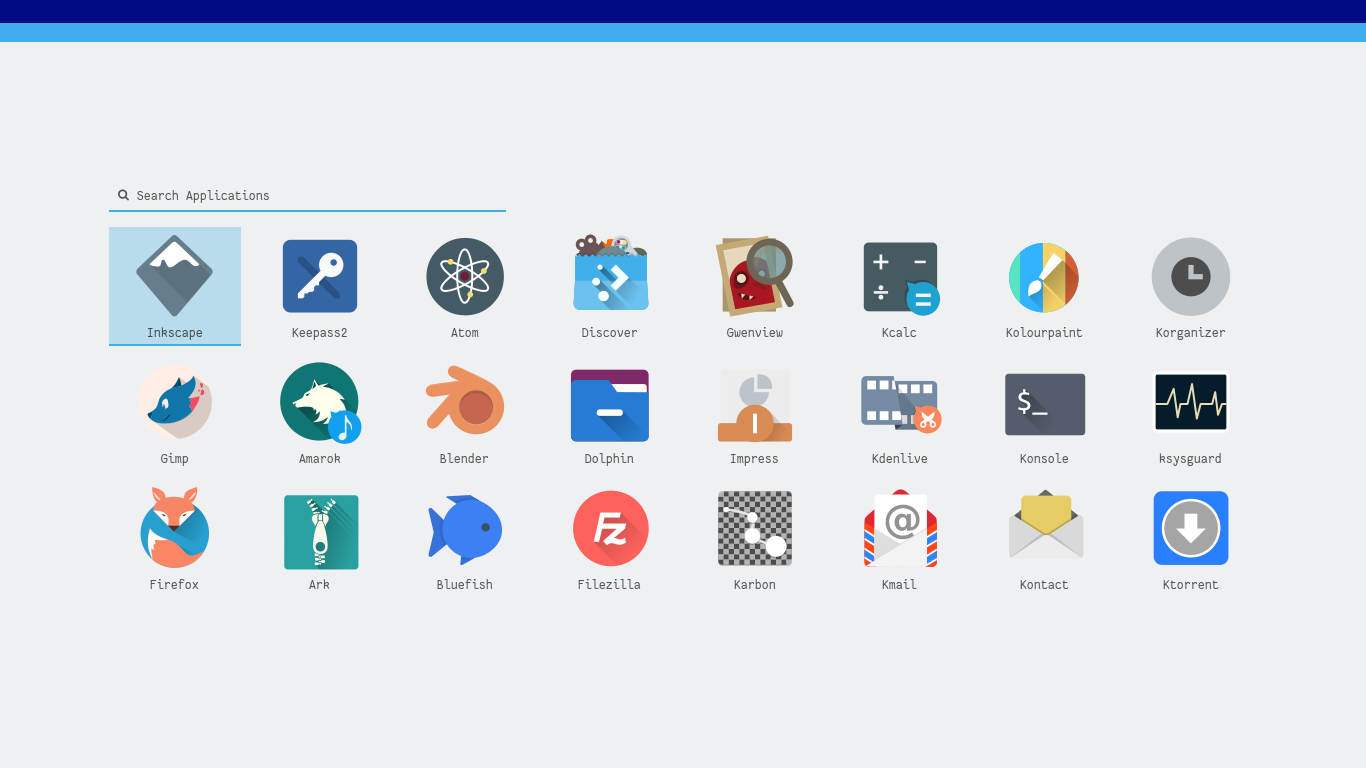 Search Applications
Inkscape Keepass2 Atom Discover Gwenview Kcalc Kolourpaint Korganizer
Gimp Amarok Blender Dolphin Impress Kdenlive $_ Konsole ksysguard
Fz @
Firefox Ark Bluefish Filezilla Karbon Kmail Kontact Ktorrent